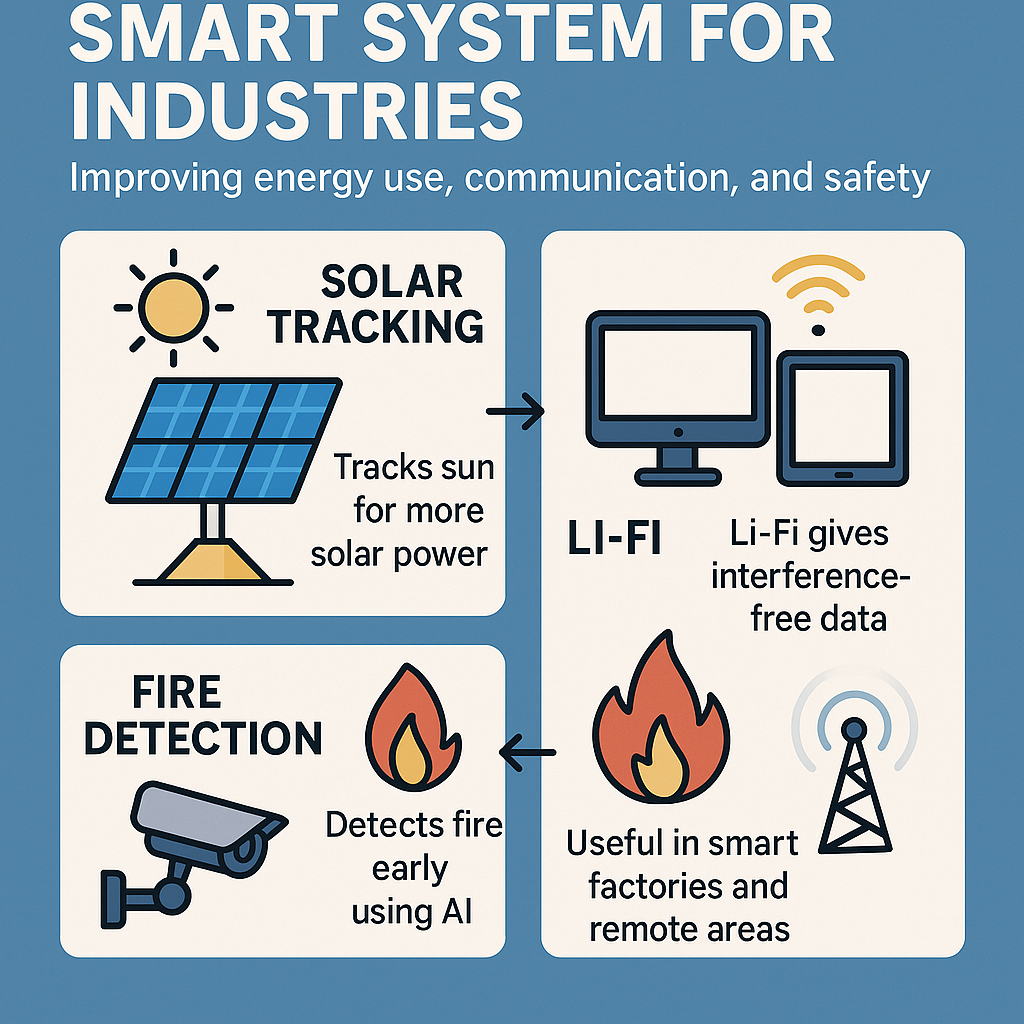 SMART SYSTEM FOR
INDUSTRIES
Improving energy use, communication, and safety
SOLAR
TRACKING
Tracks sun
for more
solar power
LI-FI
Li-Fi gives
interference-
free data
FIRE
DETECTION
Detects fire
early
using AI
Useful in smart
factories and
remote areas